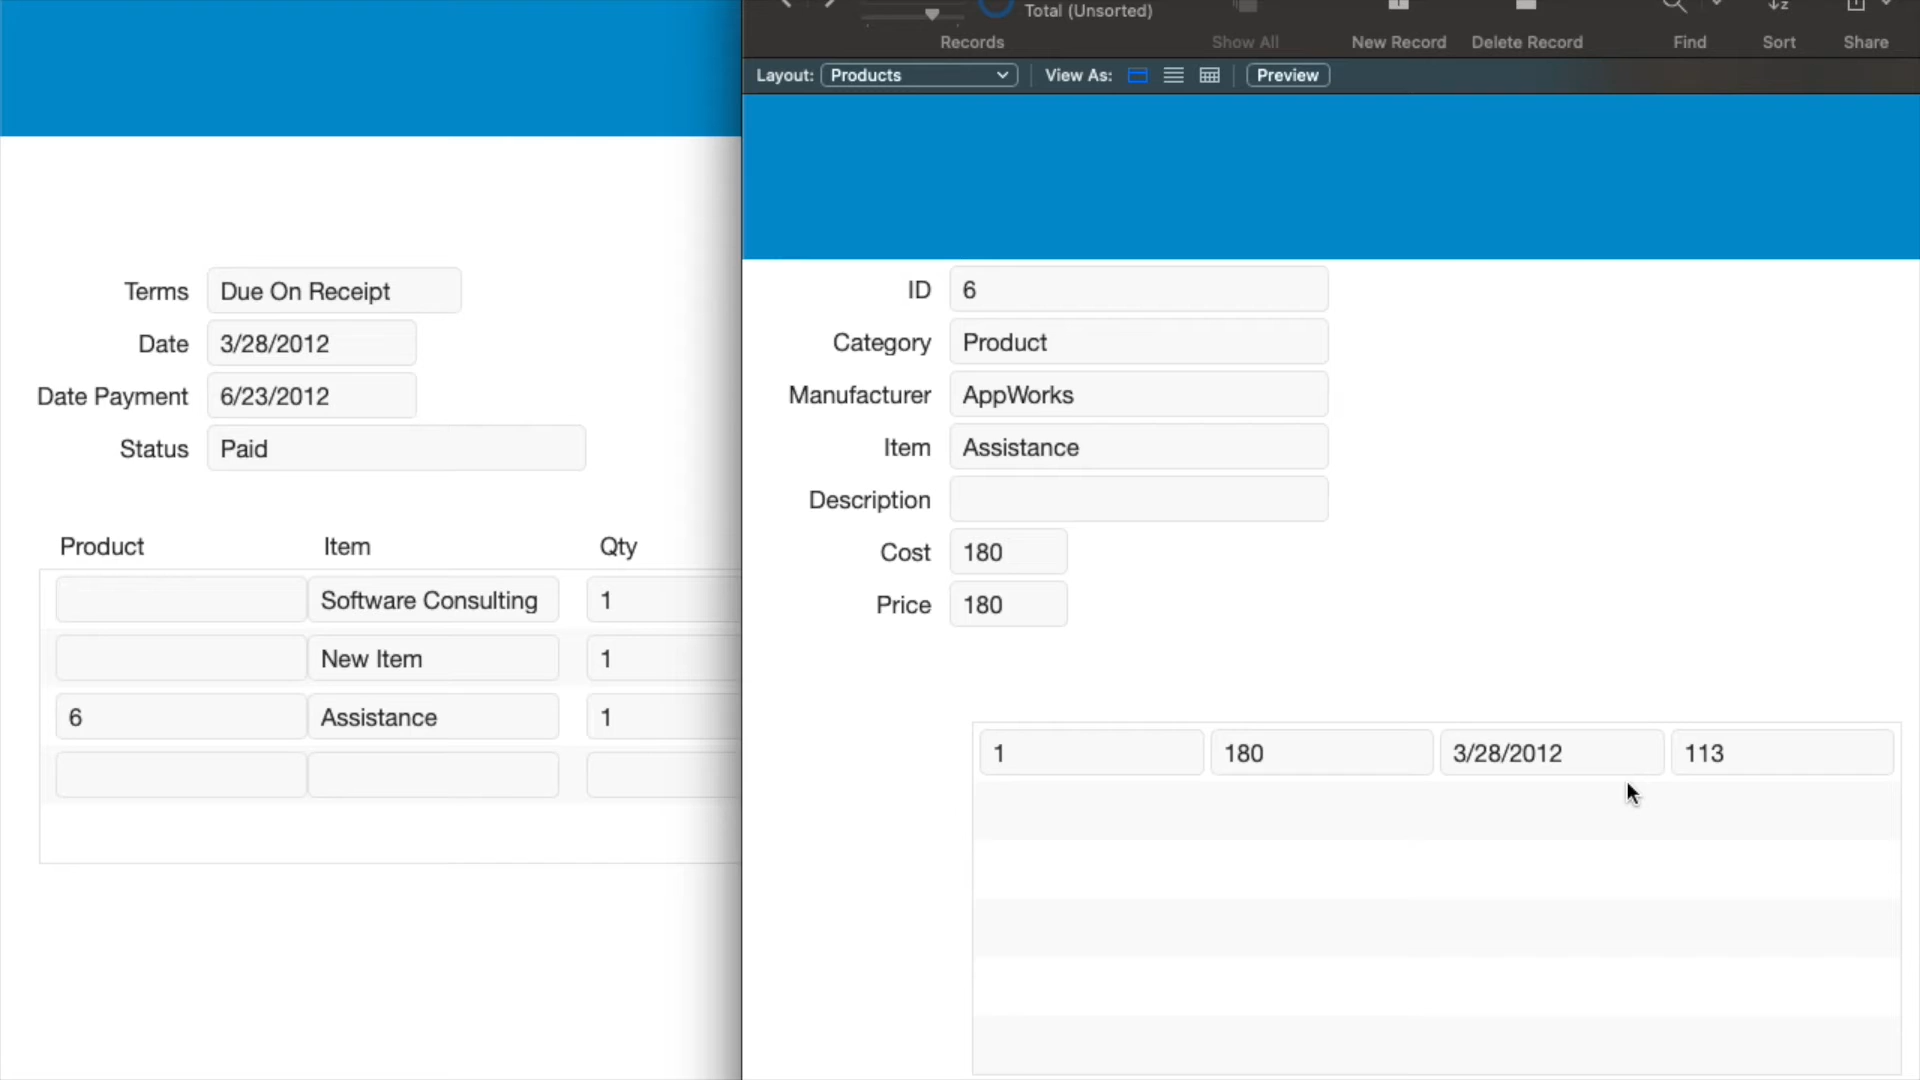 Total (Unsorted)
Records
Show All
New Record
Delete Record
Find
Sort
Share
Layout: Products
View As:
Preview
Terms Due On Receipt
Date 3/28/2012
Date Payment 6/23/2012
Status Paid
Product Item Qty
Software Consulting 1
New Item 1
6 Assistance 1
ID 6
Category Product
Manufacturer AppWorks
Item Assistance
Description
Cost 180
Price 180
1 180 3/28/2012 113